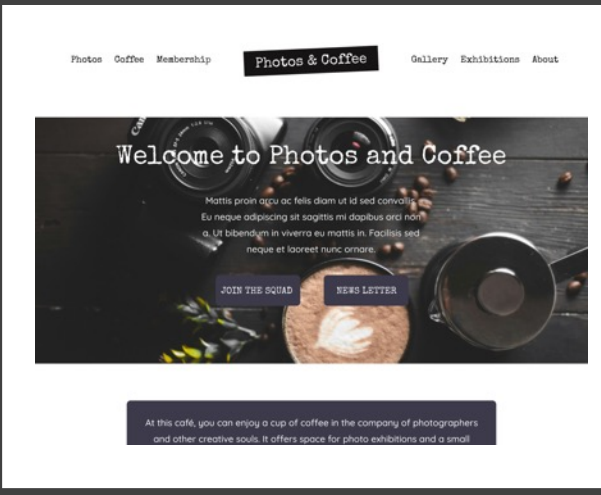 Photos Coffee Membership Photos & Coffee Gallery Exhibitions About
Canon
Welcome to Photos and Coffee
Mattis proin arcu ac felis diam ut id sed convallis.
Eu neque adipiscing sit sagittis mi dapibus orci non
a. Ut bibendum in viverra eu mattis in. Facilisis sed
neque et laoreet nunc ornare.
JOIN THE SQUAD NEWS LETTER
At this café, you can enjoy a cup of coffee in the company of photographers
and other creative souls. It offers space for photo exhibitions and a small